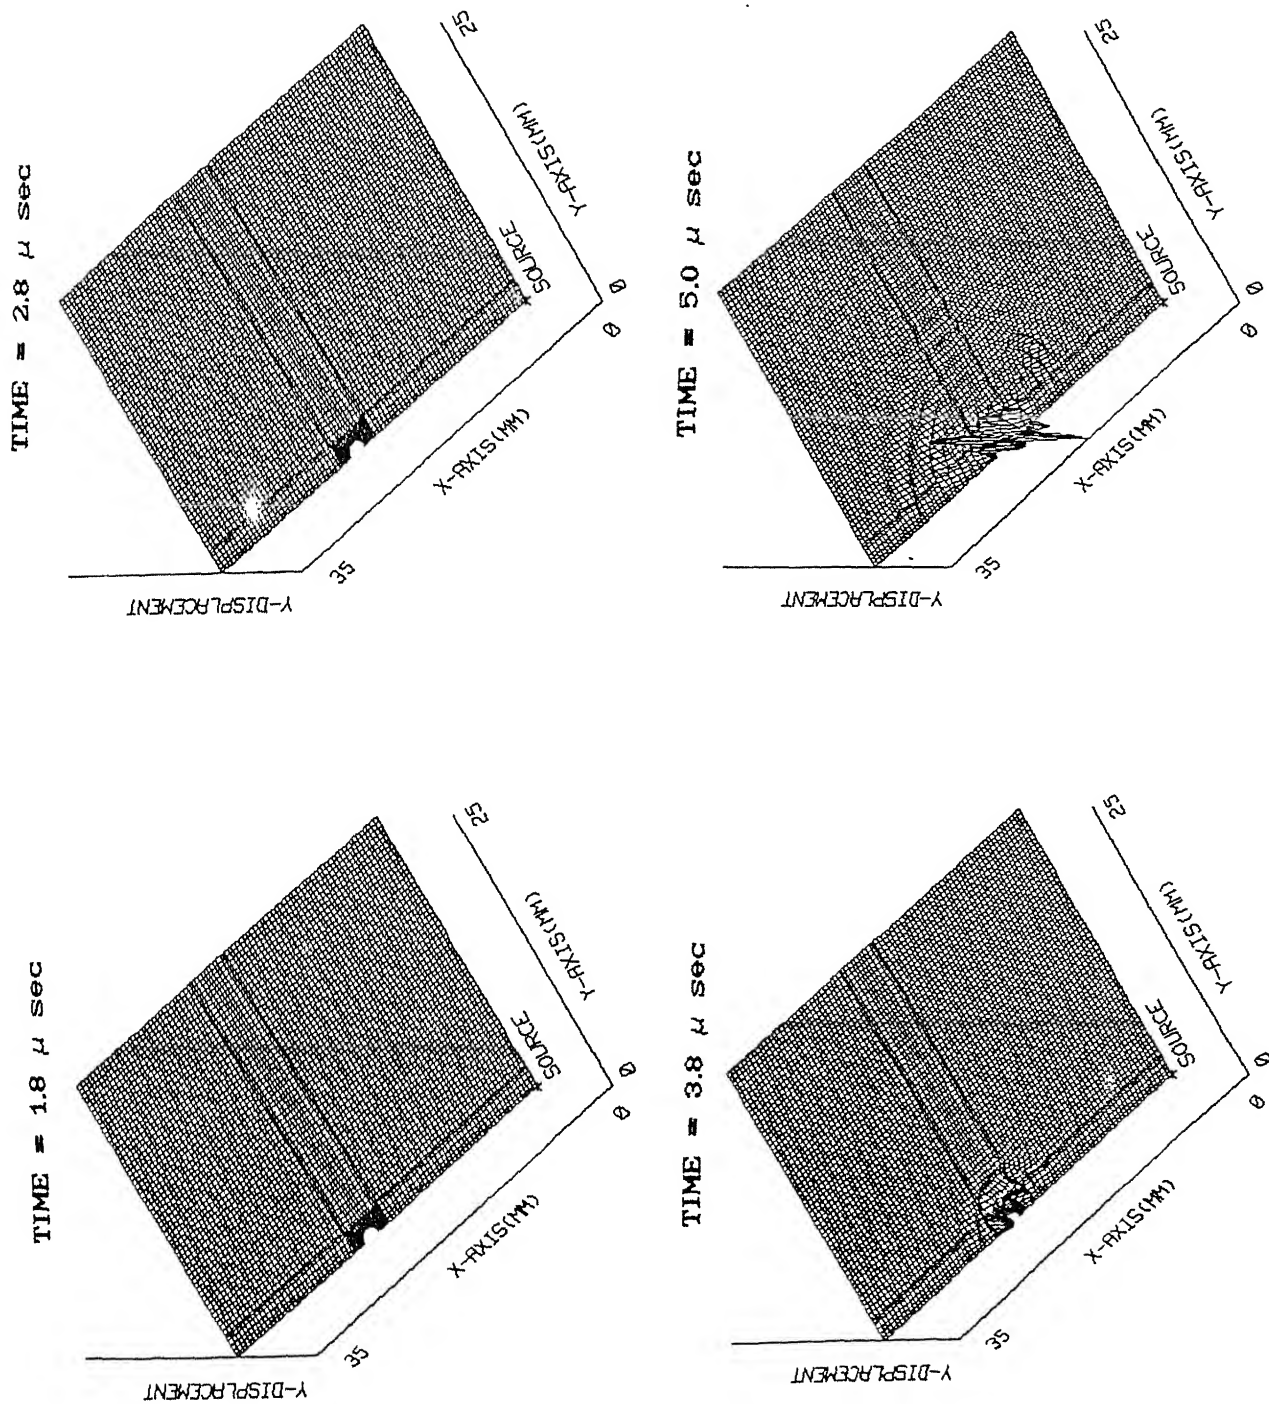 TIME = 1.8 μ sec
Y-DISPLACEMENT
35
X-AXIS(MM)
0
0
Y-AXIS(MM)
25
SOURCE
TIME = 2.8 μ sec
Y-DISPLACEMENT
35
X-AXIS(MM)
0
0
Y-AXIS(MM)
25
SOURCE
TIME = 3.8 μ sec
Y-DISPLACEMENT
35
X-AXIS(MM)
0
0
Y-AXIS(MM)
25
SOURCE
TIME = 5.0 μ sec
Y-DISPLACEMENT
35
X-AXIS(MM)
0
0
Y-AXIS(MM)
25
SOURCE